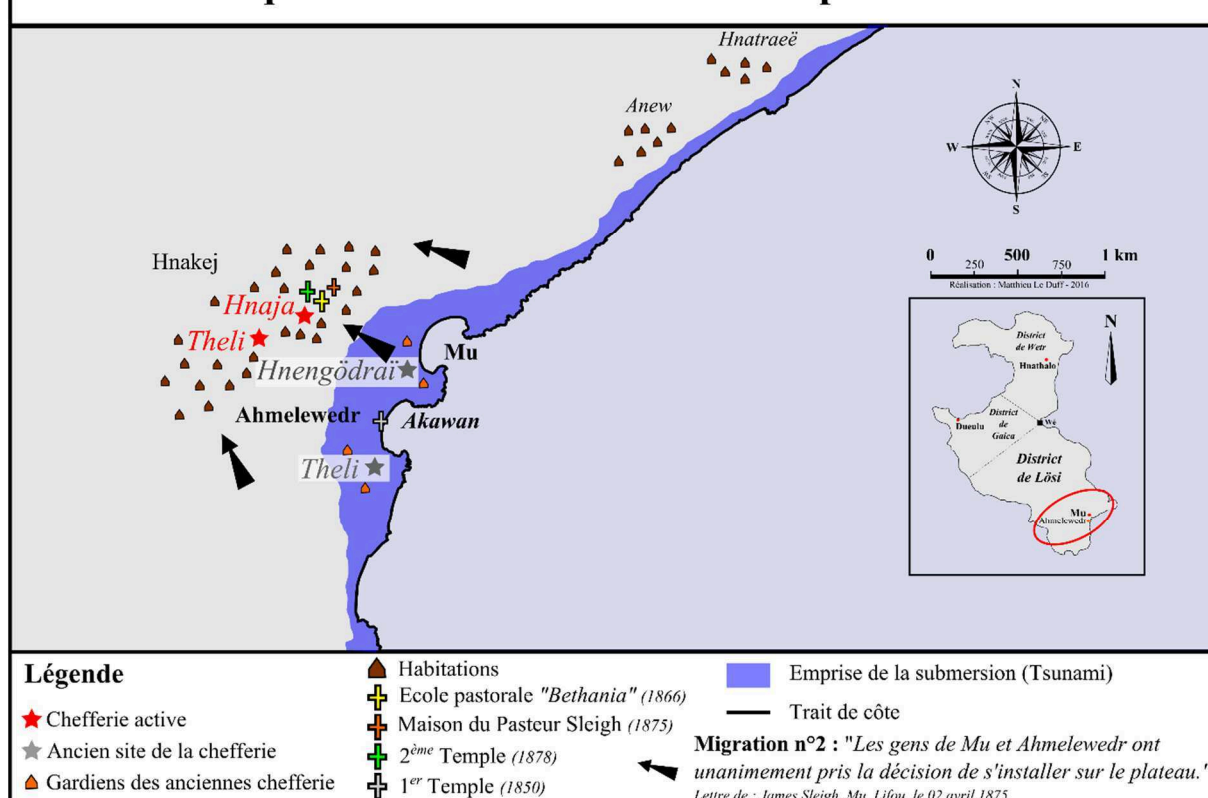 Hnatraeë
Anew
N
W E
S
Hnakej
Hnaja
Theli
Mu
Hnengödraï
Ahmelewedr
Akawan
Theli
0 500 1 km
250 750
Réalisation : Matthieu Le Duff - 2016
N
District
de Wetr
Hnathalo
Dueulu
District
de
Gaica
Wé
District
de Lösi
Mu
Ahmelewedr
Légende
Chefferie active
Ancien site de la chefferie
Gardiens des anciennes chefferie
Habitations
Ecole pastorale "Bethania" (1866)
Maison du Pasteur Sleigh (1875)
2ème Temple (1878)
1er Temple (1850)
Emprise de la submersion (Tsunami)
Trait de côte
Migration n°2 : "Les gens de Mu et Ahmelewedr ont
unanimement pris la décision de s'installer sur le plateau."
Lettre de : James Sleigh, Mu, Lifou, le 02 avril 1875